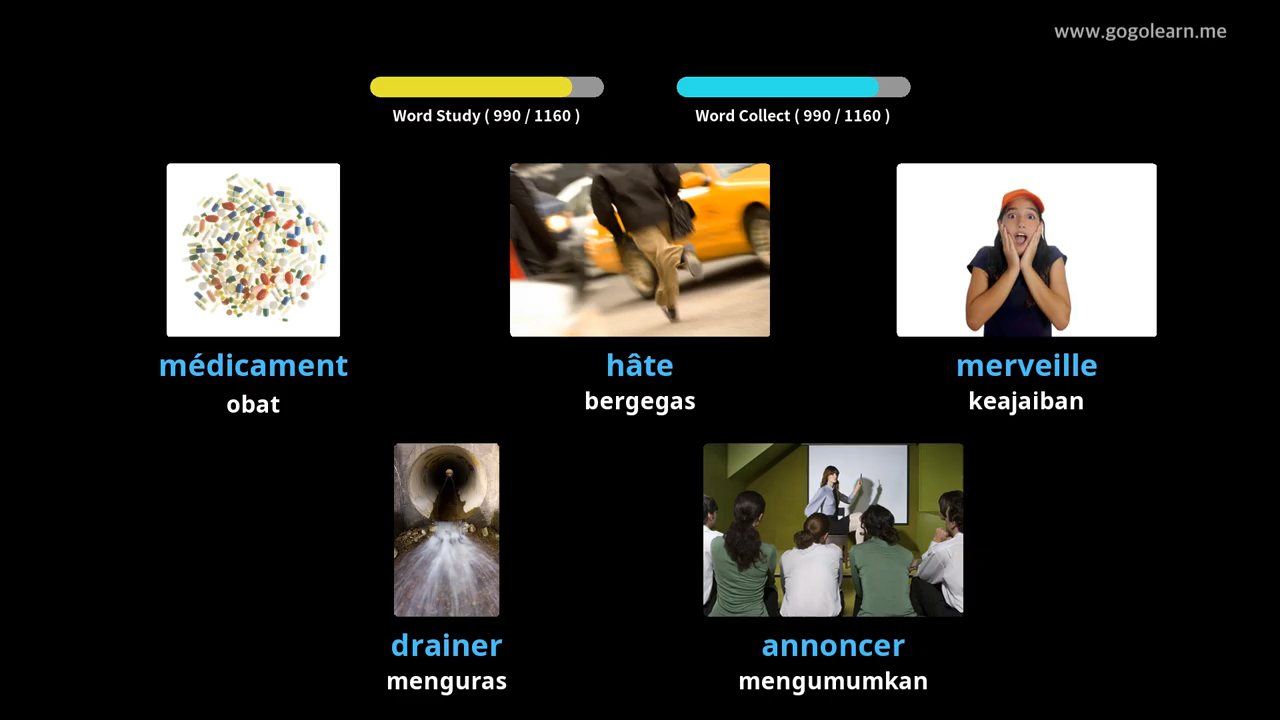 www.gogolearn.me
Word Study ( 990 / 1160 )
Word Collect ( 990 / 1160 )
médicament
obat
hâte
bergegas
merveille
keajaiban
drainer
menguras
annoncer
mengumumkan